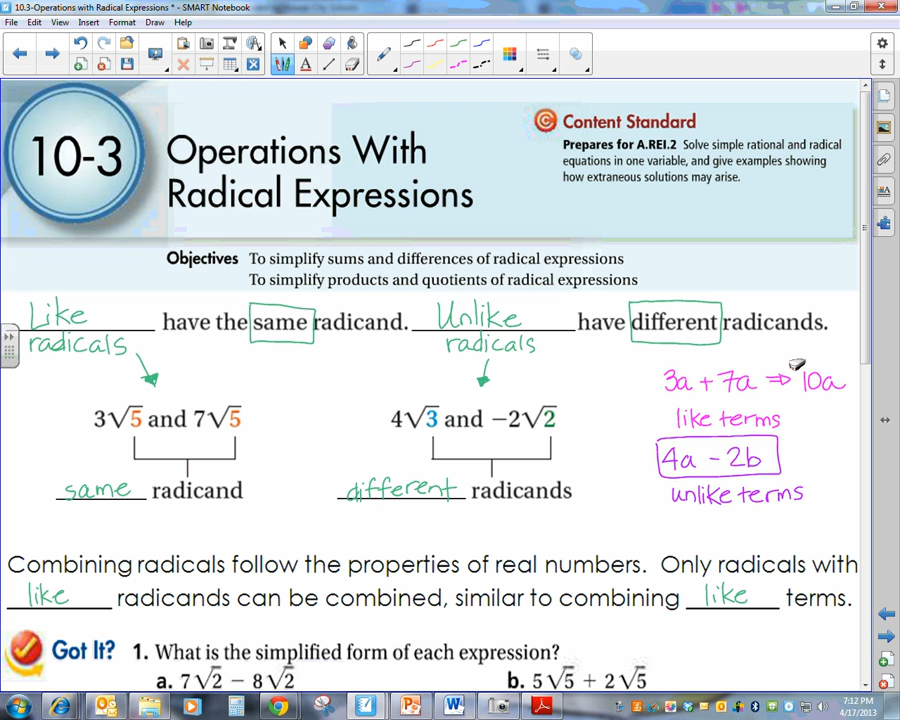 10.3-Operations with Radical Expressions * - SMART Notebook
File Edit View Insert Format Draw Help
10-3
Operations With
Radical Expressions
Content Standard
Prepares for A.REI.2 Solve simple rational and radical
equations in one variable, and give examples showing
how extraneous solutions may arise.
Objectives To simplify sums and differences of radical expressions
To simplify products and quotients of radical expressions
Like radicals have the same radicand. Unlike radicals have different radicands.
3√5 and 7√5
same radicand
4√3 and −2√2
different radicands
3a + 7a ⇒ 10a
like terms
4a - 2b
unlike terms
Combining radicals follow the properties of real numbers. Only radicals with
like radicands can be combined, similar to combining like terms.
Got It? 1. What is the simplified form of each expression?
a. 7√2 − 8√2 b. 5√5 + 2√5
7:12 PM
4/17/2013